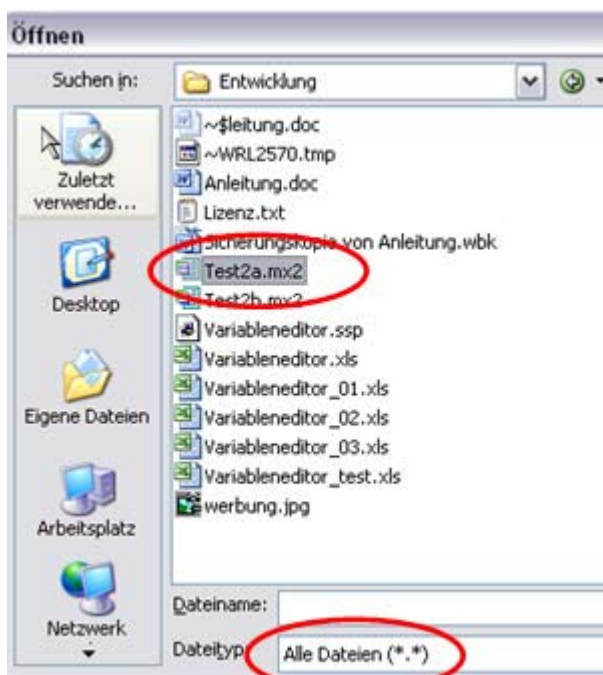 Öffnen
Suchen in:
Entwicklung
Zuletzt
verwende...
Desktop
Eigene Dateien
Arbeitsplatz
Netzwerk
~$leitung.doc
~WRL2570.tmp
Anleitung.doc
Lizenz.txt
Sicherungskopie von Anleitung.wbk
Test2a.mx2
Test2b.mx2
Variableneditor.ssp
Variableneditor.xls
Variableneditor_01.xls
Variableneditor_02.xls
Variableneditor_03.xls
Variableneditor_test.xls
werbung.jpg
Dateiname:
Dateityp
Alle Dateien (*.*)